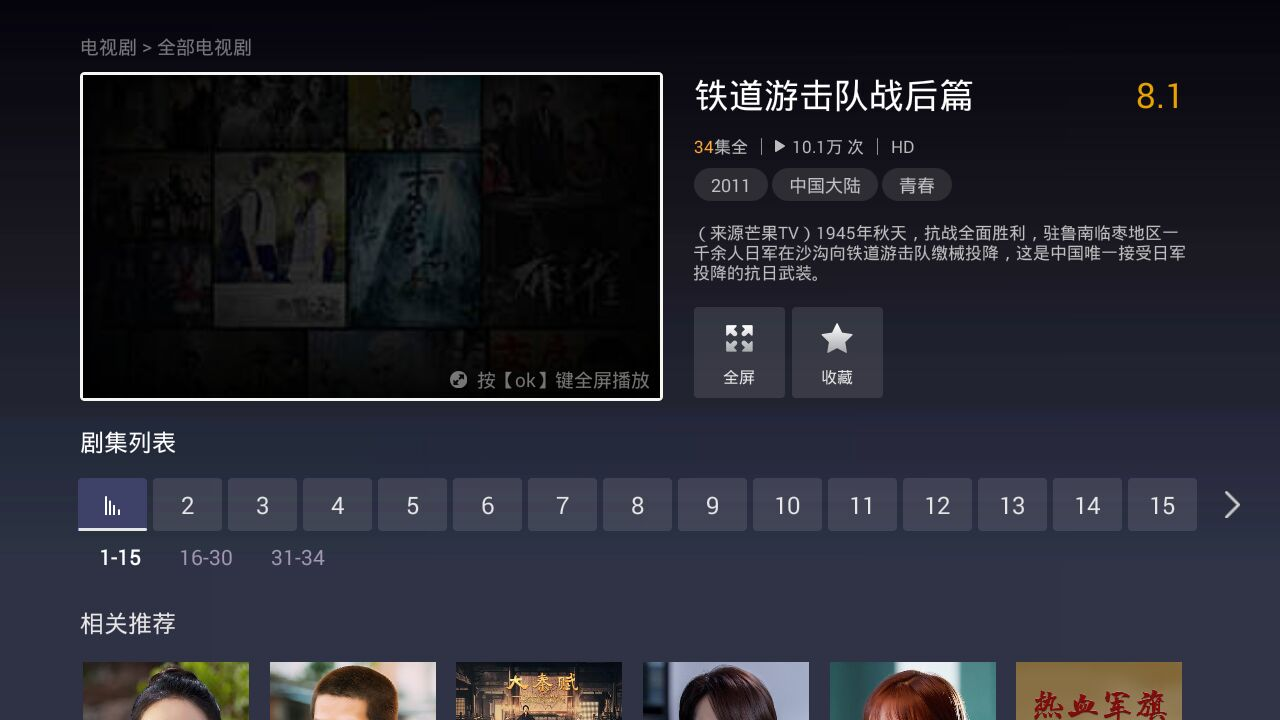 电视剧 > 全部电视剧
铁道游击队战后篇
8.1
34集全 | 10.1万 次 | HD
2011 中国大陆 青春
（来源芒果TV）1945年秋天，抗战全面胜利，驻鲁南临枣地区一
千余人日军在沙沟向铁道游击队缴械投降，这是中国唯一接受日军
投降的抗日武装。
麻雀
按【ok】键全屏播放
全屏 收藏
剧集列表
2 3 4 5 6 7 8 9 10 11 12 13 14 15
1-15 16-30 31-34
相关推荐
大秦赋
热血军旗